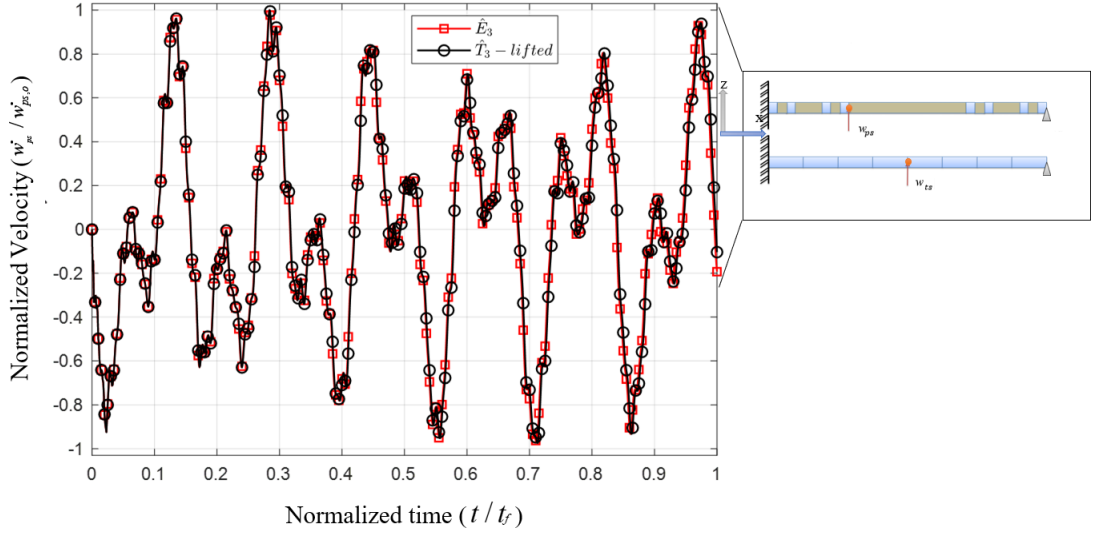 Ê₃
T̂₃ − lifted
Normalized Velocity (ẇps / ẇps,o)
1
0.8
0.6
0.4
0.2
0
-0.2
-0.4
-0.6
-0.8
-1
0 0.1 0.2 0.3 0.4 0.5 0.6 0.7 0.8 0.9 1
Normalized time (t / tf)
z
x
wps
wts